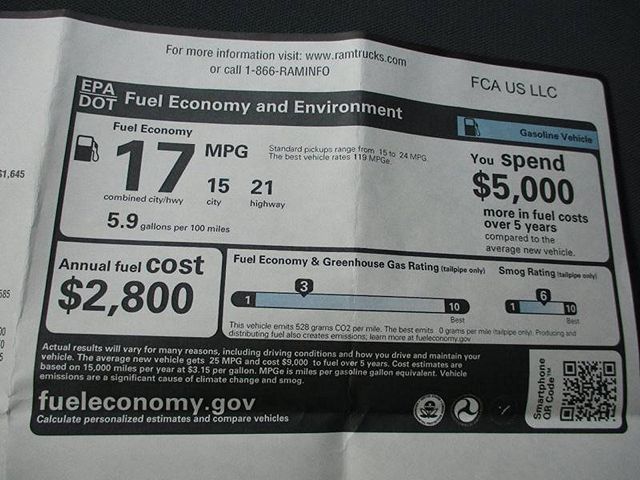 For more information visit: www.ramtrucks.com
or call 1-866-RAMINFO
FCA US LLC
EPA
DOT
Fuel Economy and Environment
Gasoline Vehicle
Fuel Economy
17 MPG
combined city/hwy
15
city
21
highway
Standard pickups range from 15 to 24 MPG.
The best vehicle rates 119 MPGe.
5.9 gallons per 100 miles
You spend
$5,000
more in fuel costs
over 5 years
compared to the
average new vehicle.
$1,645
Annual fuel cost
$2,800
Fuel Economy & Greenhouse Gas Rating (tailpipe only)
3
1
10
Best
Smog Rating (tailpipe only)
6
1
10
Best
This vehicle emits 528 grams CO2 per mile. The best emits 0 grams per mile (tailpipe only). Producing and
distributing fuel also creates emissions; learn more at fueleconomy.gov
585
Actual results will vary for many reasons, including driving conditions and how you drive and maintain your
vehicle. The average new vehicle gets 25 MPG and cost $9,000 to fuel over 5 years. Cost estimates are
based on 15,000 miles per year at $3.15 per gallon. MPGe is miles per gasoline gallon equivalent. Vehicle
emissions are a significant cause of climate change and smog.
fueleconomy.gov
Calculate personalized estimates and compare vehicles
Smartphone
QR Code™